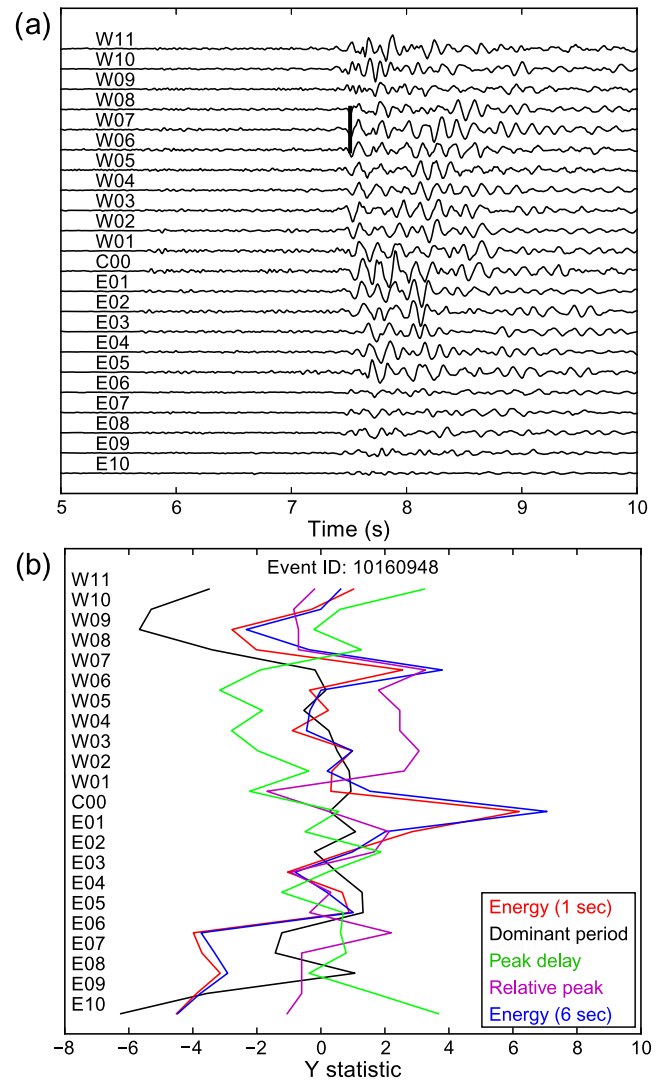 (a)
W11
W10
W09
W08
W07
W06
W05
W04
W03
W02
W01
C00
E01
E02
E03
E04
E05
E06
E07
E08
E09
E10
5 6 7 8 9 10
Time (s)
(b)
Event ID: 10160948
W11
W10
W09
W08
W07
W06
W05
W04
W03
W02
W01
C00
E01
E02
E03
E04
E05
E06
E07
E08
E09
E10
Energy (1 sec)
Dominant period
Peak delay
Relative peak
Energy (6 sec)
−8 −6 −4 −2 0 2 4 6 8 10
Y statistic